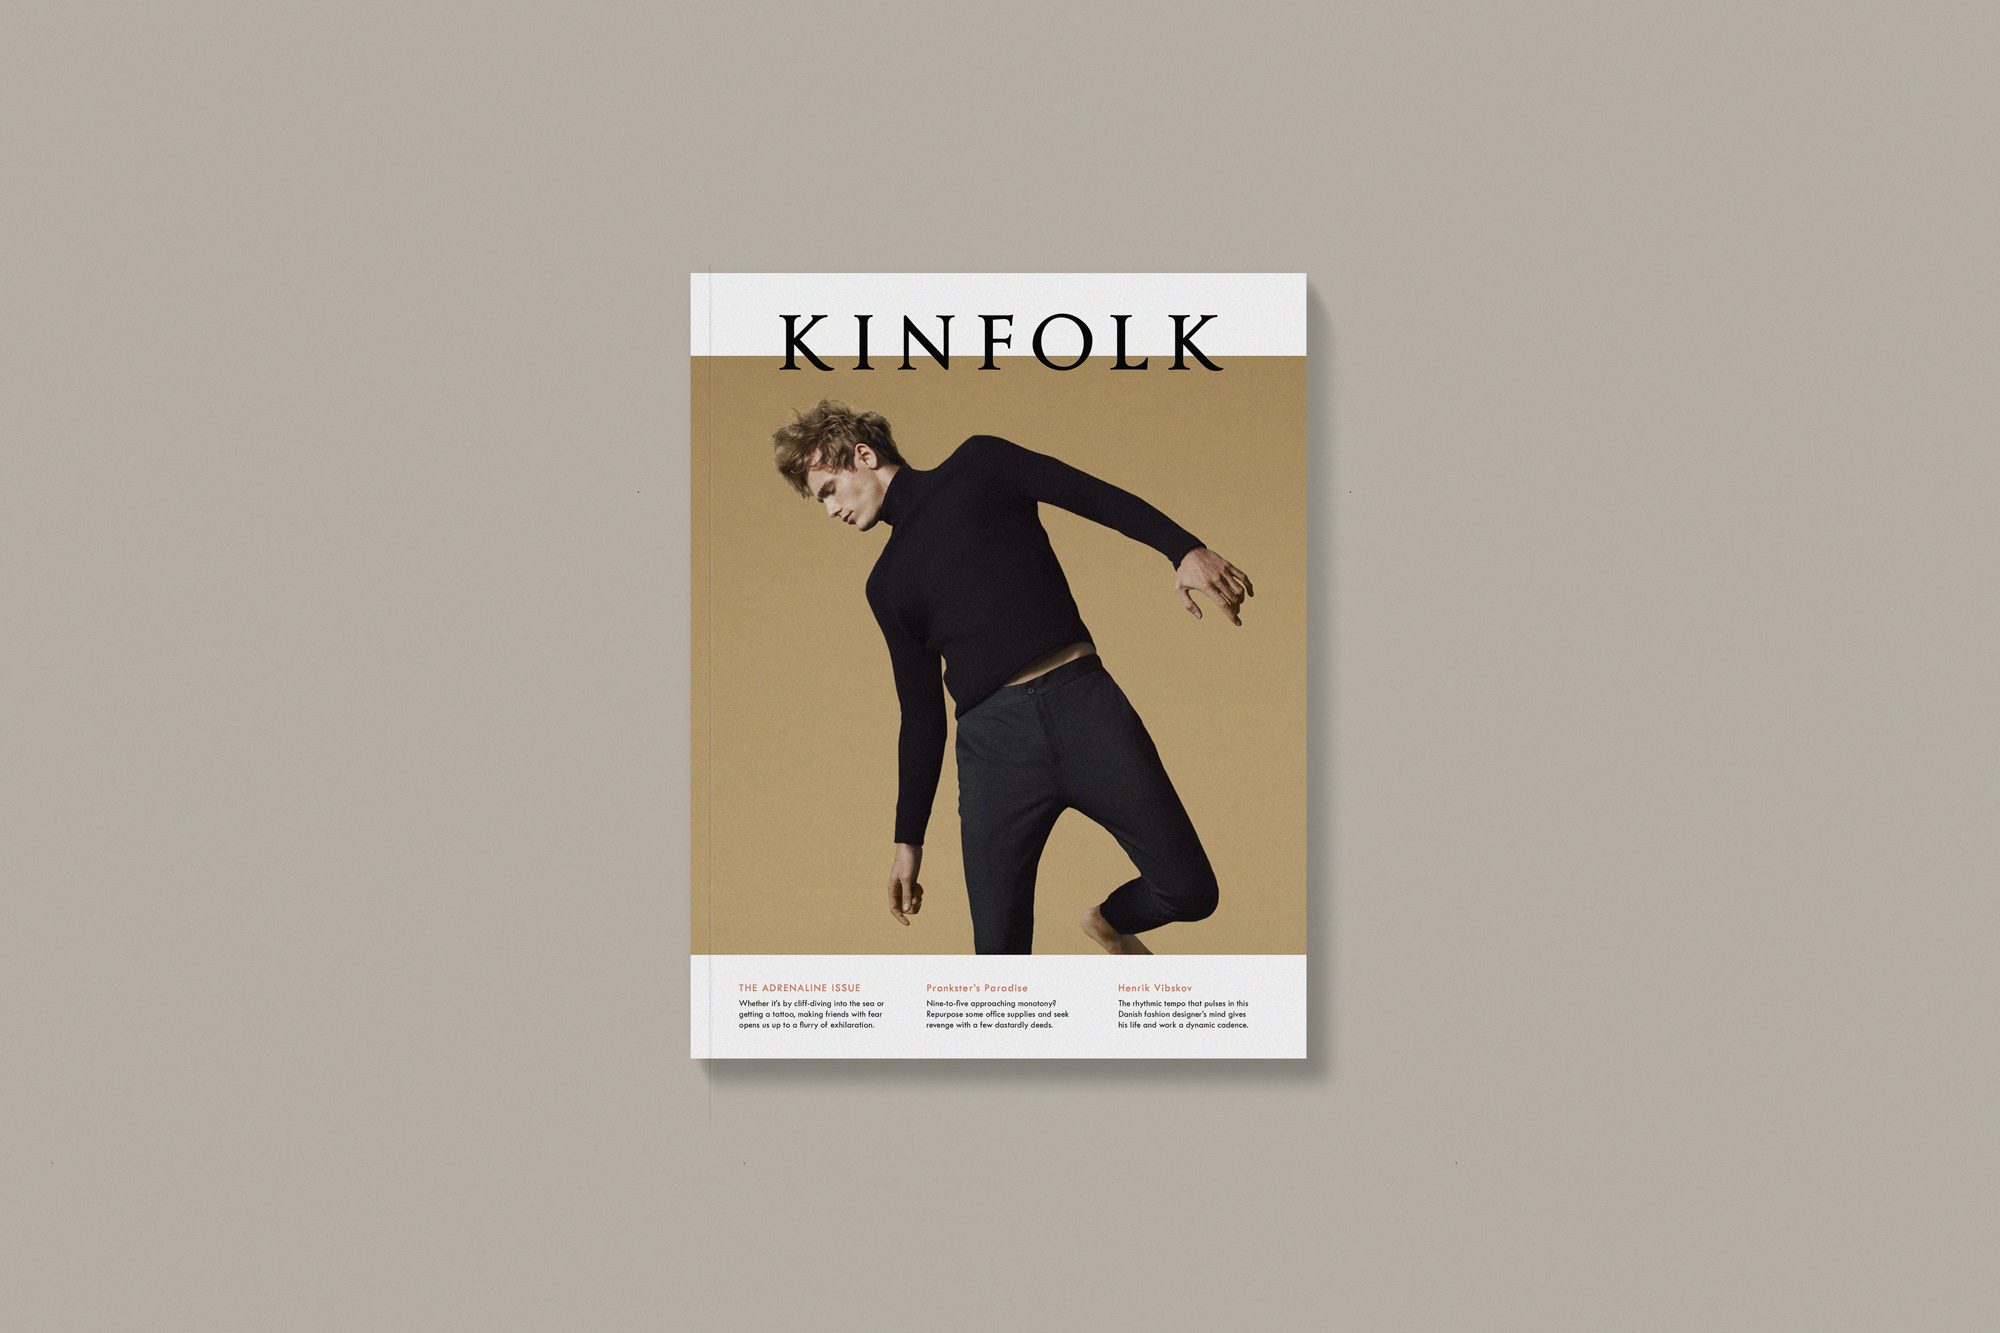 KINFOLK
THE ADRENALINE ISSUE
Whether it's by cliff-diving into the sea or
getting a tattoo, making friends with fear
opens us up to a flurry of exhilaration.
Prankster's Paradise
Nine-to-five approaching monotony?
Repurpose some office supplies and seek
revenge with a few dastardly deeds.
Henrik Vibskov
The rhythmic tempo that pulses in this
Danish fashion designer's mind gives
his life and work a dynamic cadence.